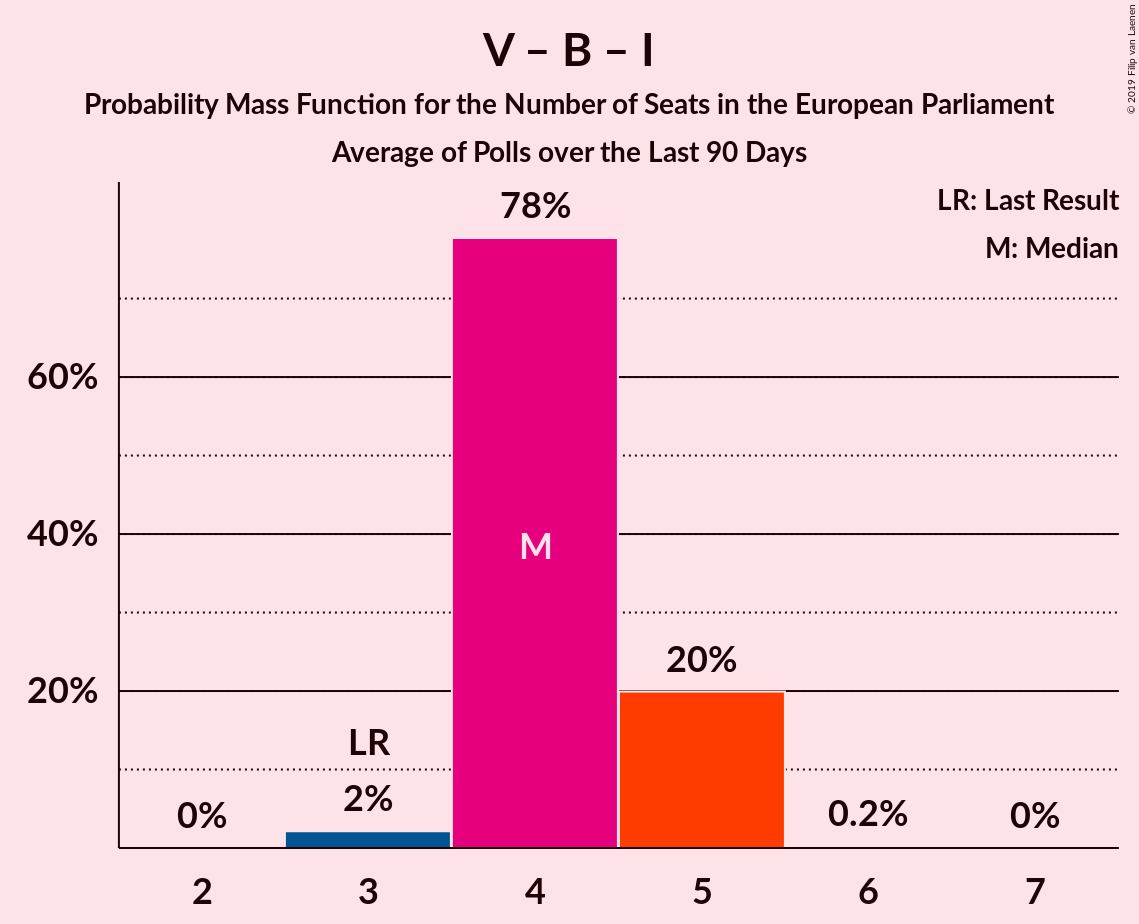 V – B – I
Probability Mass Function for the Number of Seats in the European Parliament
Average of Polls over the Last 90 Days
© 2019 Filip van Laenen
LR: Last Result
M: Median
78%
60%
40%
20%
M
20%
LR
0%
2%
0.2%
0%
2 3 4 5 6 7